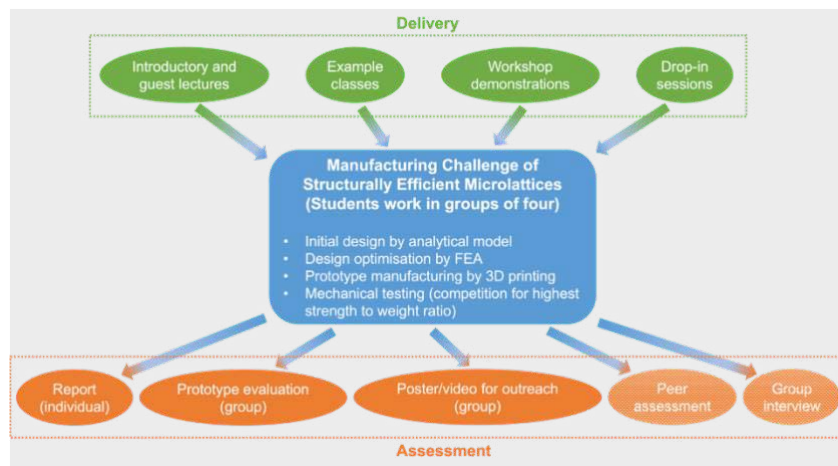 Delivery
Introductory and
guest lectures
Example
classes
Workshop
demonstrations
Drop-in
sessions
Manufacturing Challenge of
Structurally Efficient Microlattices
(Students work in groups of four)
• Initial design by analytical model
• Design optimisation by FEA
• Prototype manufacturing by 3D printing
• Mechanical testing (competition for highest
strength to weight ratio)
Report
(individual)
Prototype evaluation
(group)
Poster/video for outreach
(group)
Peer
assessment
Group
interview
Assessment